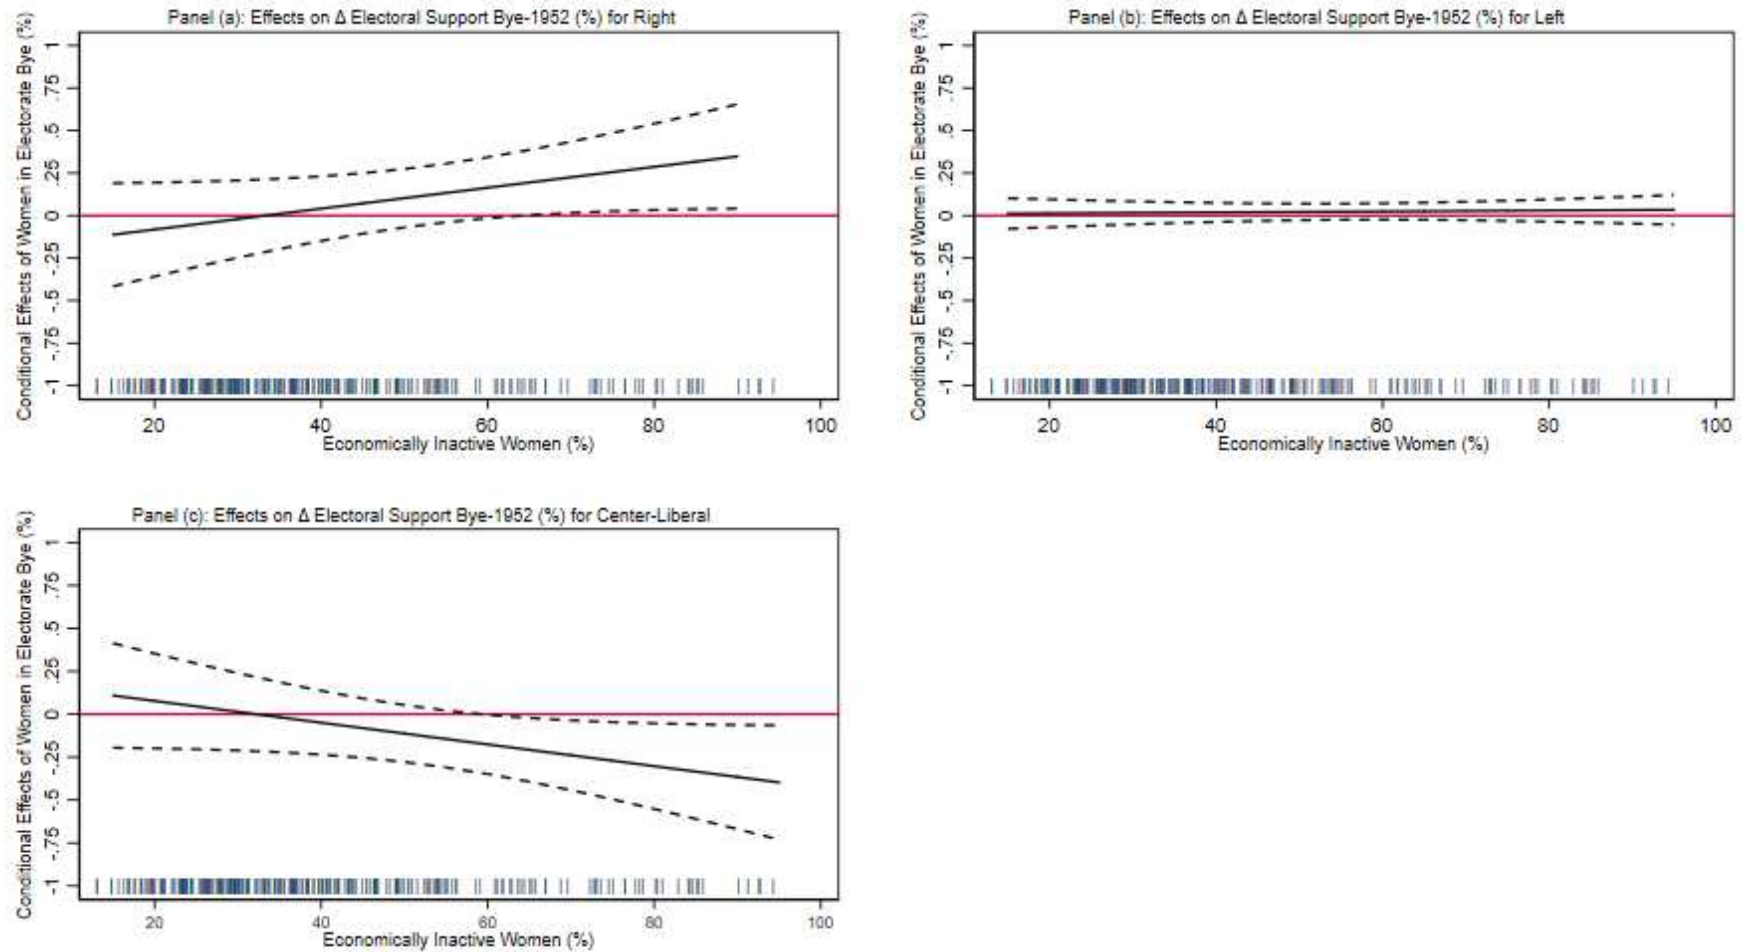 Panel (a): Effects on Δ Electoral Support Bye-1952 (%) for Right
Conditional Effects of Women in Electorate Bye (%)
1
.75
.5
.25
0
-.25
-.5
-.75
-1
20 40 60 80 100
Economically Inactive Women (%)
Panel (b): Effects on Δ Electoral Support Bye-1952 (%) for Left
Conditional Effects of Women in Electorate Bye (%)
1
.75
.5
.25
0
-.25
-.5
-.75
-1
20 40 60 80 100
Economically Inactive Women (%)
Panel (c): Effects on Δ Electoral Support Bye-1952 (%) for Center-Liberal
Conditional Effects of Women in Electorate Bye (%)
1
.75
.5
.25
0
-.25
-.5
-.75
-1
20 40 60 80 100
Economically Inactive Women (%)